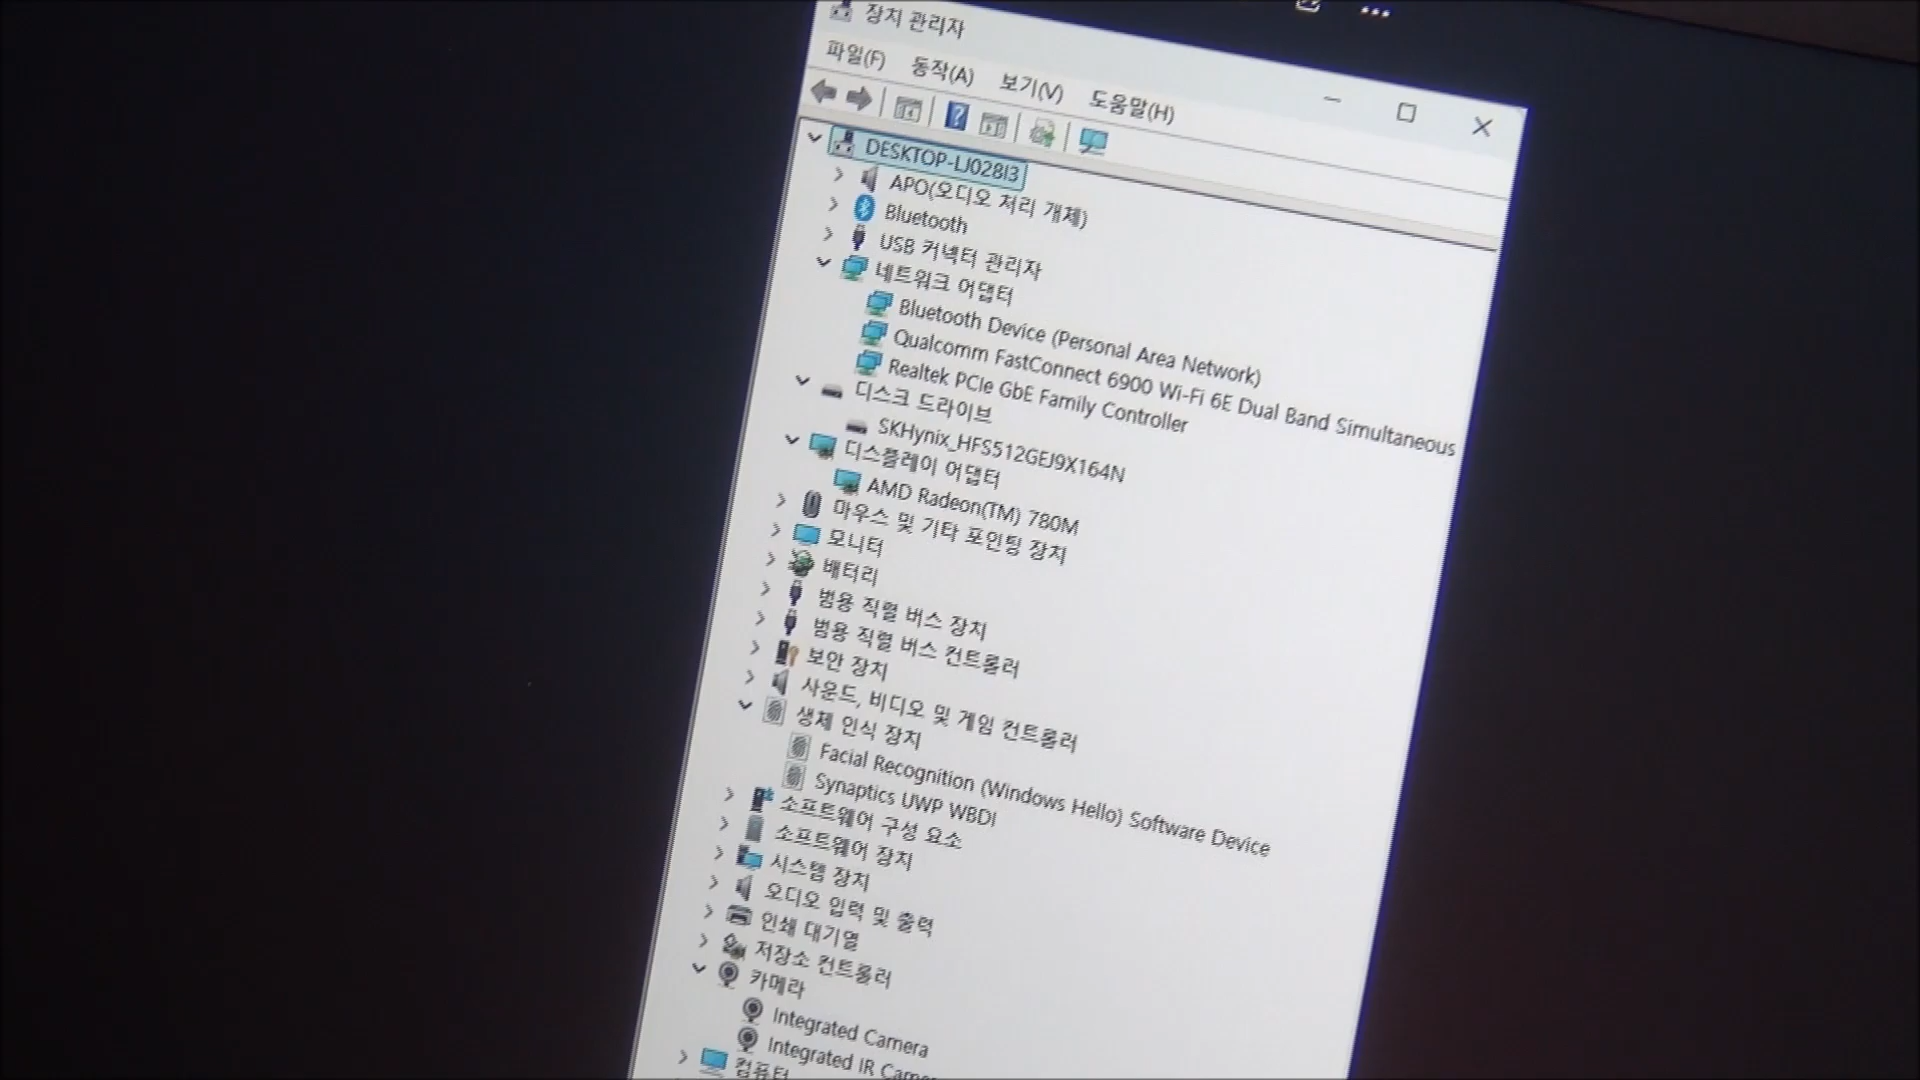 장치 관리자
파일(F) 동작(A) 보기(V) 도움말(H)
DESKTOP-LJ028I3
APO(오디오 처리 개체)
Bluetooth
USB 커넥터 관리자
네트워크 어댑터
Bluetooth Device (Personal Area Network)
Qualcomm FastConnect 6900 Wi-Fi 6E Dual Band Simultaneous
Realtek PCIe GbE Family Controller
디스크 드라이브
SKHynix_HFS512GEJ9X164N
디스플레이 어댑터
AMD Radeon(TM) 780M
마우스 및 기타 포인팅 장치
모니터
배터리
범용 직렬 버스 장치
범용 직렬 버스 컨트롤러
보안 장치
사운드, 비디오 및 게임 컨트롤러
생체 인식 장치
Facial Recognition (Windows Hello) Software Device
Synaptics UWP WBDI
소프트웨어 구성 요소
소프트웨어 장치
시스템 장치
오디오 입력 및 출력
인쇄 대기열
저장소 컨트롤러
카메라
Integrated Camera
Integrated IR
컴퓨터